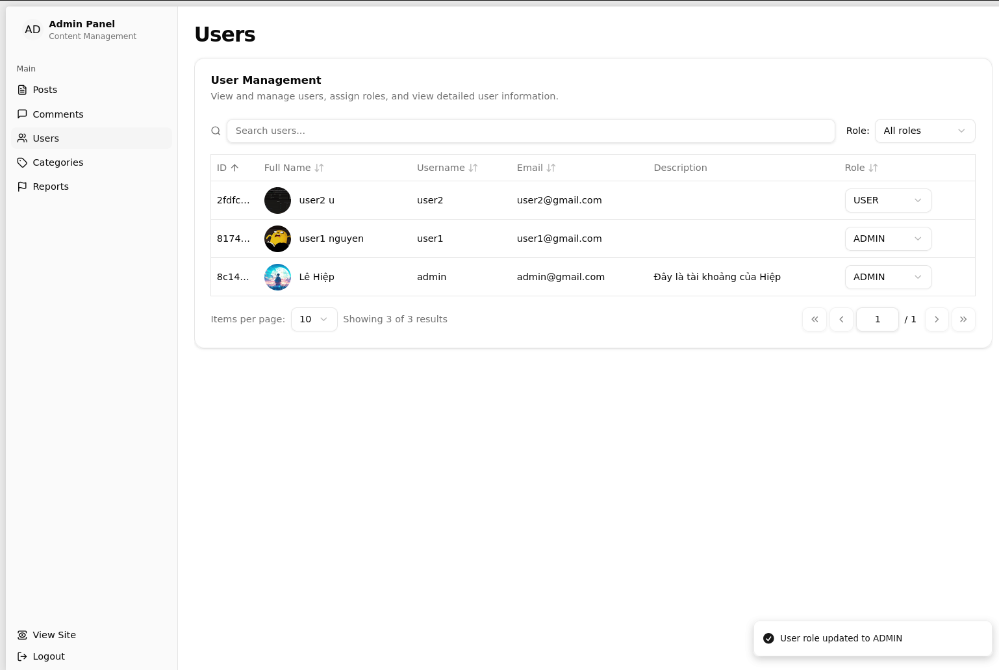 AD
Admin Panel
Content Management
Main
Posts
Comments
Users
Categories
Reports
View Site
Logout
Users
User Management
View and manage users, assign roles, and view detailed user information.
Search users...
Role: All roles
ID Full Name Username Email Description Role
2fdfc... user2 u user2 user2@gmail.com USER
8174... user1 nguyen user1 user1@gmail.com ADMIN
8c14... Lê Hiệp admin admin@gmail.com Đây là tài khoảng của Hiệp ADMIN
Items per page: 10 Showing 3 of 3 results 1 / 1
User role updated to ADMIN